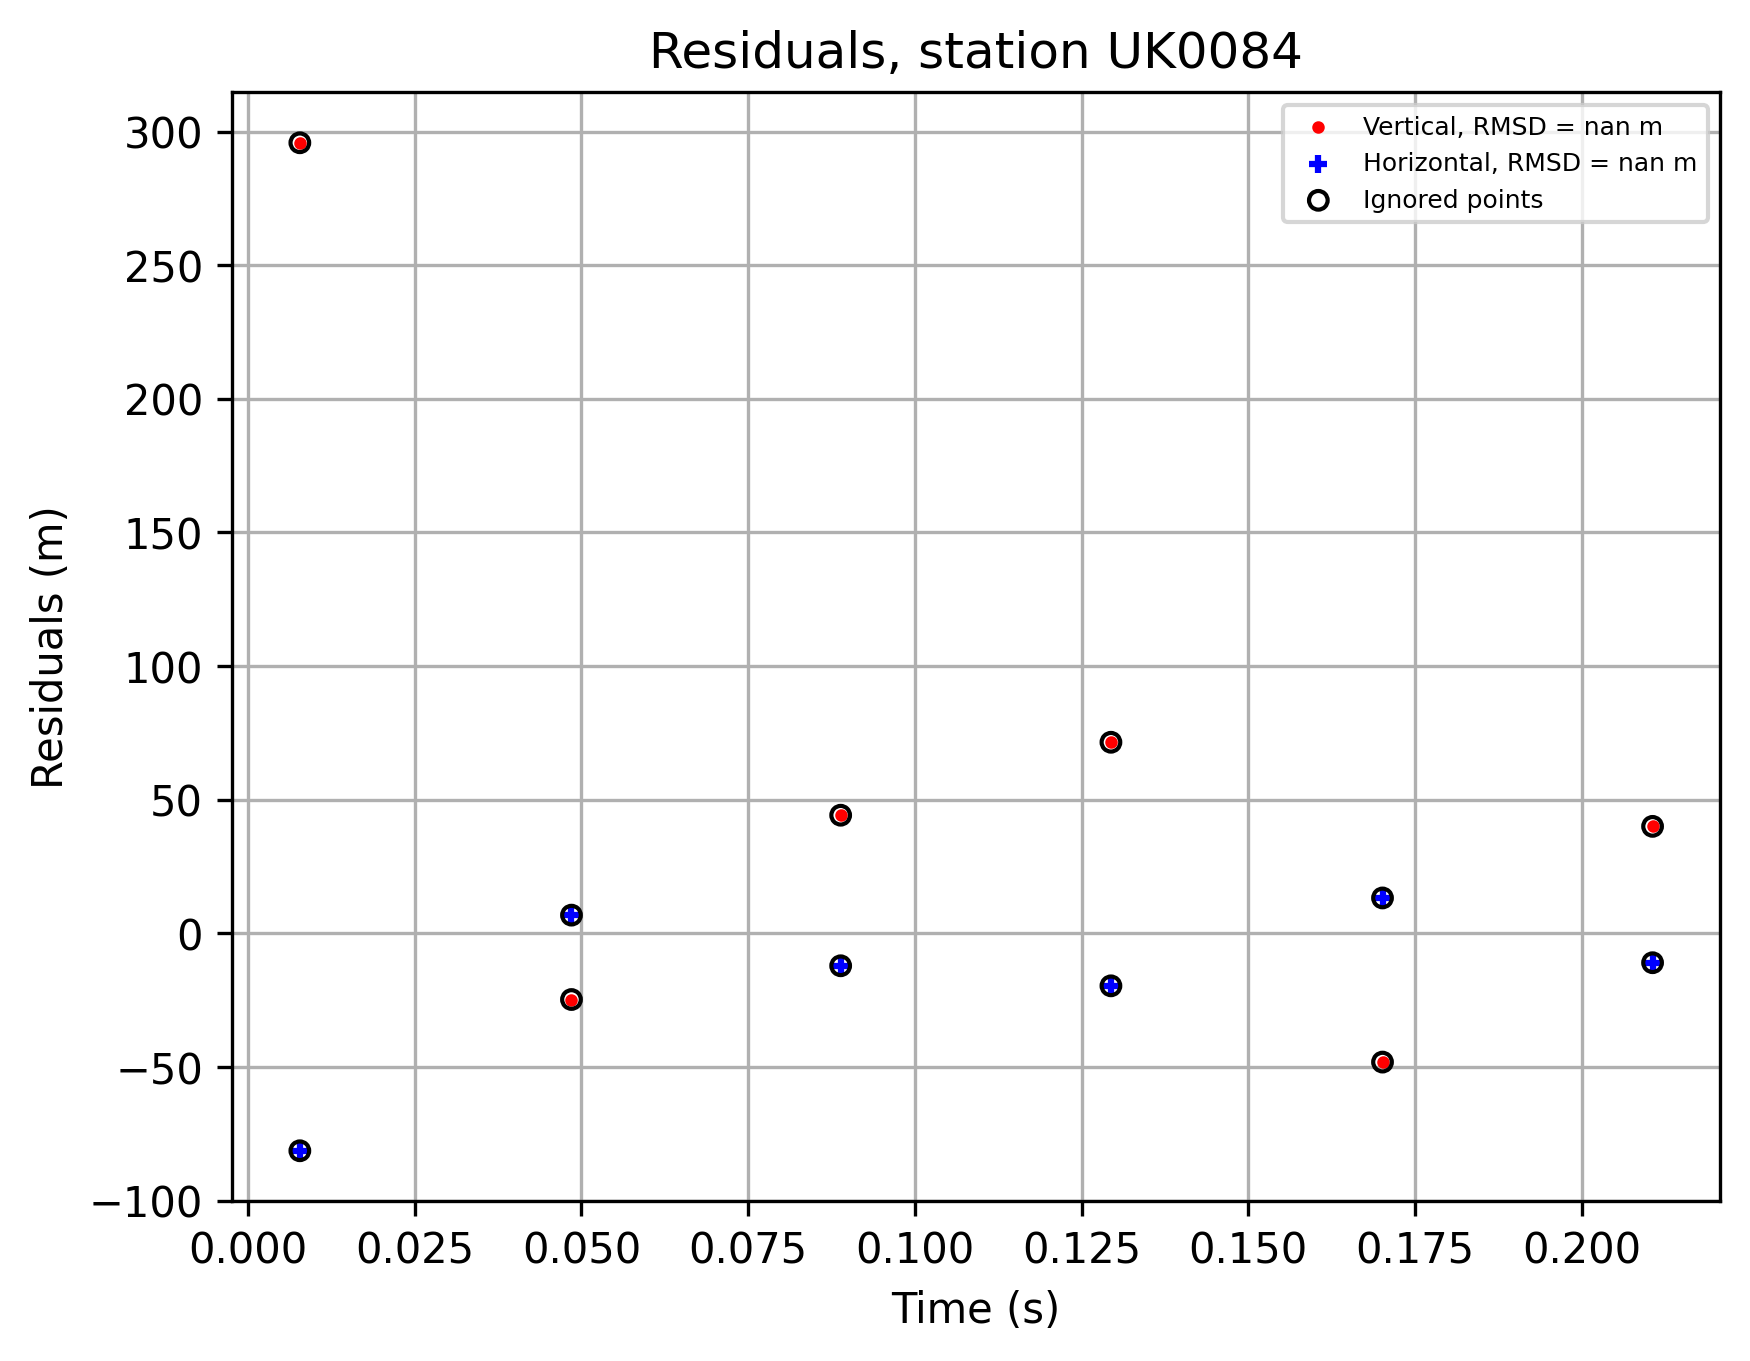 Residuals, station UK0084
Vertical, RMSD = nan m
Horizontal, RMSD = nan m
Ignored points
300
250
200
150
100
50
0
−50
−100
Residuals (m)
0.000 0.025 0.050 0.075 0.100 0.125 0.150 0.175 0.200
Time (s)